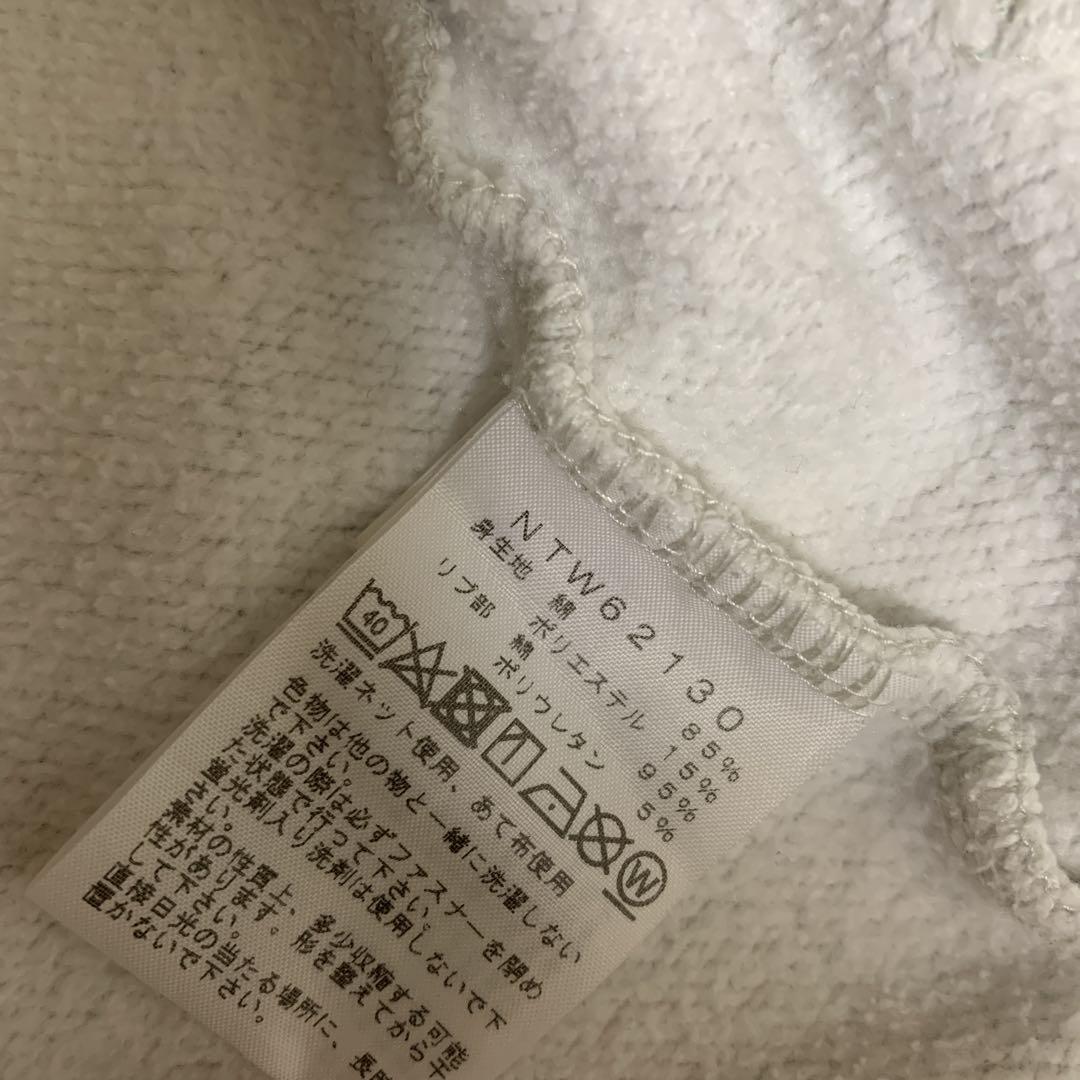 NTW62130
身生地 綿 85%
ポリエステル 15%
リブ部 綿 95%
ポリウレタン 5%
40
W
洗濯ネット使用、あて布使用
色物は他の物と一緒に洗濯しない
で下さい。
洗濯の際は必ずファスナーを閉め
た状態で行って下さい。
蛍光剤入り洗剤は使用しないで下
さい。
素材の性質上、多少収縮する可能
性があります。形を整えてから干
して下さい。
直接日光の当たる場所に、長時
置かないで下さい。